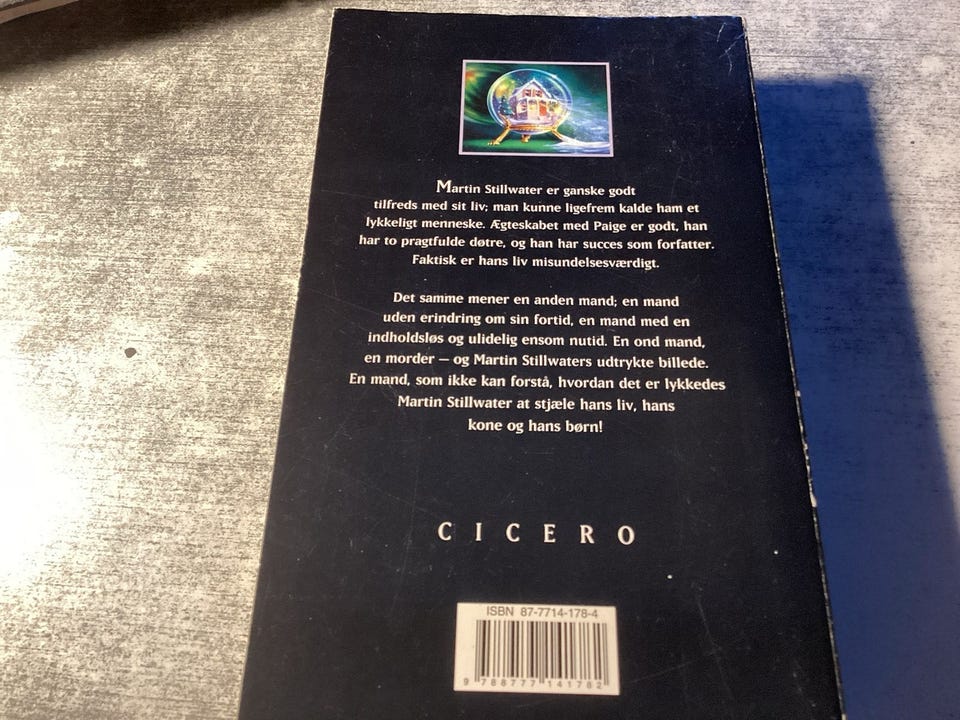 Martin Stillwater er ganske godt
tilfreds med sit liv; man kunne ligefrem kalde ham et
lykkeligt menneske. Ægteskabet med Paige er godt, han
har to pragtfulde døtre, og han har succes som forfatter.
Faktisk er hans liv misundelsesværdigt.
Det samme mener en anden mand; en mand
uden erindring om sin fortid, en mand med en
indholdsløs og ulidelig ensom nutid. En ond mand,
en morder – og Martin Stillwaters udtrykte billede.
En mand, som ikke kan forstå, hvordan det er lykkedes
Martin Stillwater at stjæle hans liv, hans
kone og hans børn!
CICERO
ISBN 87-7714-178-4
9 788777 141782